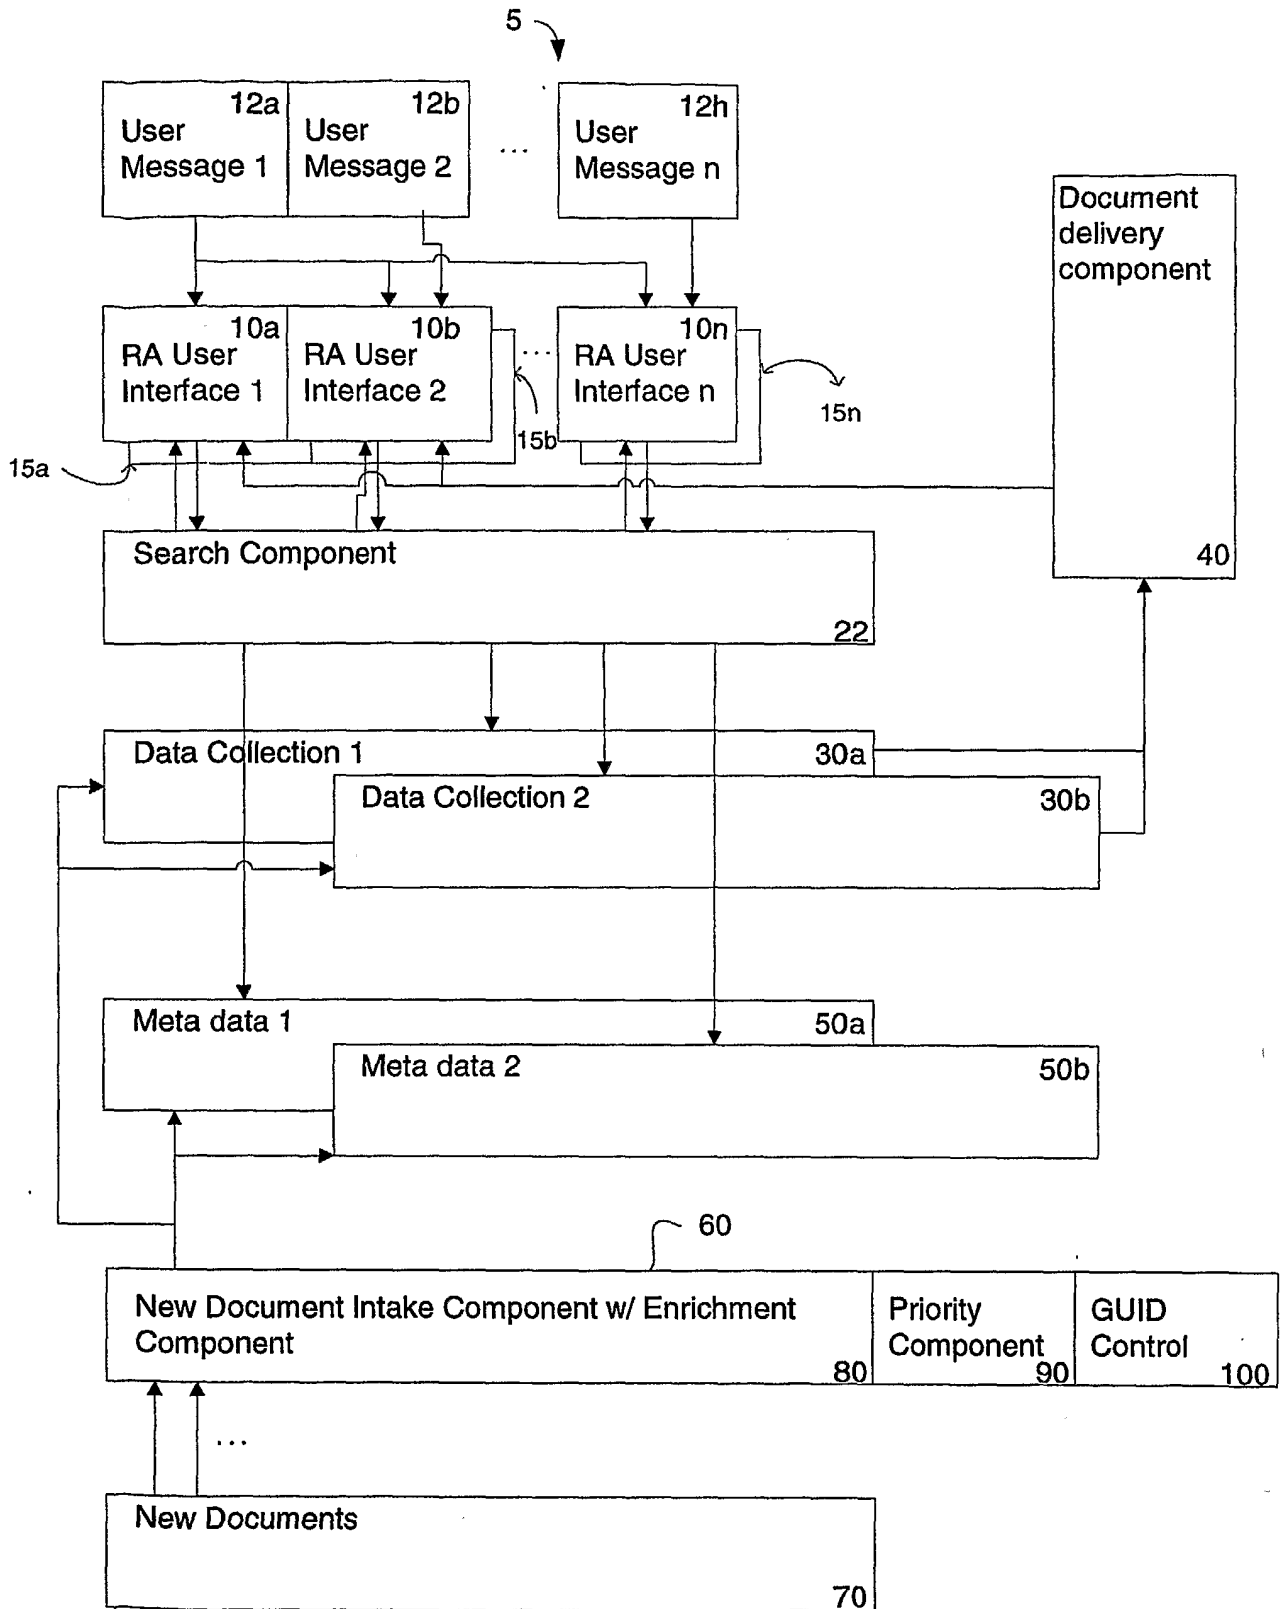 5
12a
User
Message 1
12b
User
Message 2
...
12h
User
Message n
Document
delivery
component
40
10a
RA User
Interface 1
10b
RA User
Interface 2
...
10n
RA User
Interface n
15a
15b
15n
Search Component
22
Data Collection 1
30a
Data Collection 2
30b
Meta data 1
50a
Meta data 2
50b
60
New Document Intake Component w/ Enrichment
Component
80
Priority
Component
90
GUID
Control
100
...
New Documents
70